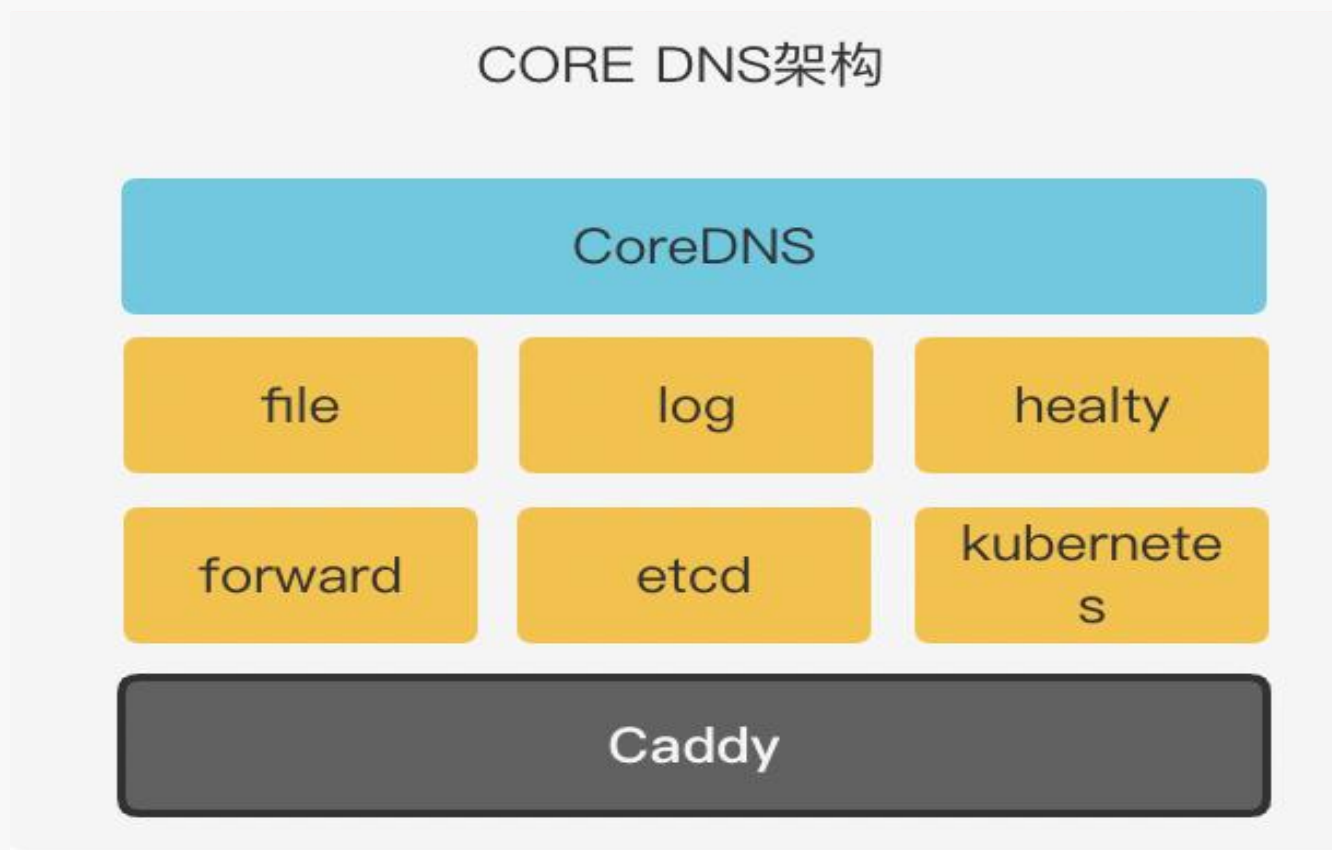 CORE DNS架构
CoreDNS
file
log
healty
forward
etcd
kubernete
s
Caddy